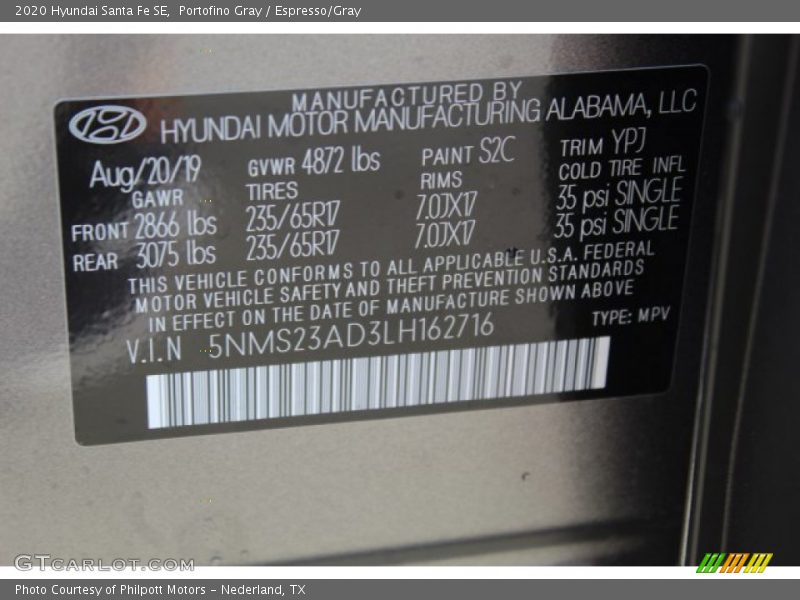 2020 Hyundai Santa Fe SE,  Portofino Gray / Espresso/Gray
MANUFACTURED BY
HYUNDAI MOTOR MANUFACTURING ALABAMA, LLC
Aug/20/19 GVWR 4872 lbs PAINT S2C TRIM YPJ
GAWR TIRES RIMS COLD TIRE INFL
FRONT 2866 lbs 235/65R17 7.0JX17 35 psi SINGLE
REAR 3075 lbs 235/65R17 7.0JX17 35 psi SINGLE
THIS VEHICLE CONFORMS TO ALL APPLICABLE U.S.A. FEDERAL
MOTOR VEHICLE SAFETY AND THEFT PREVENTION STANDARDS
IN EFFECT ON THE DATE OF MANUFACTURE SHOWN ABOVE
V.I.N 5NMS23AD3LH162716 TYPE: MPV
GTCARLOT.COM
Photo Courtesy of Philpott Motors - Nederland, TX